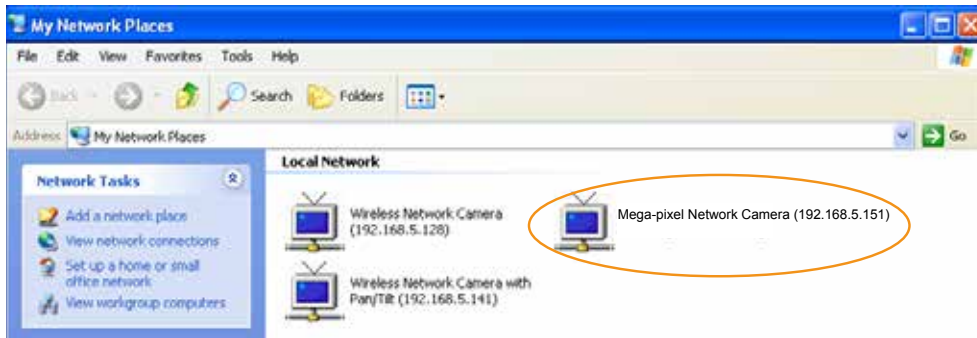 My Network Places
File Edit View Favorites Tools Help
Back Search Folders
Address My Network Places Go
Local Network
Network Tasks
Add a network place
View network connections
Set up a home or small
office network
View workgroup computers
Wireless Network Camera
(192.168.5.128)
Mega-pixel Network Camera (192.168.5.151)
Wireless Network Camera with
Pan/Tilt (192.168.5.141)